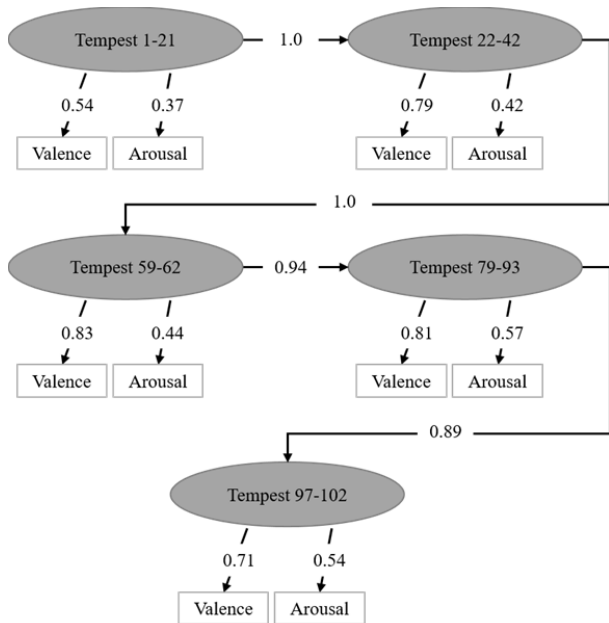 Tempest 1-21 1.0 Tempest 22-42
0.54 0.37 0.79 0.42
Valence Arousal Valence Arousal
1.0
Tempest 59-62 0.94 Tempest 79-93
0.83 0.44 0.81 0.57
Valence Arousal Valence Arousal
0.89
Tempest 97-102
0.71 0.54
Valence Arousal